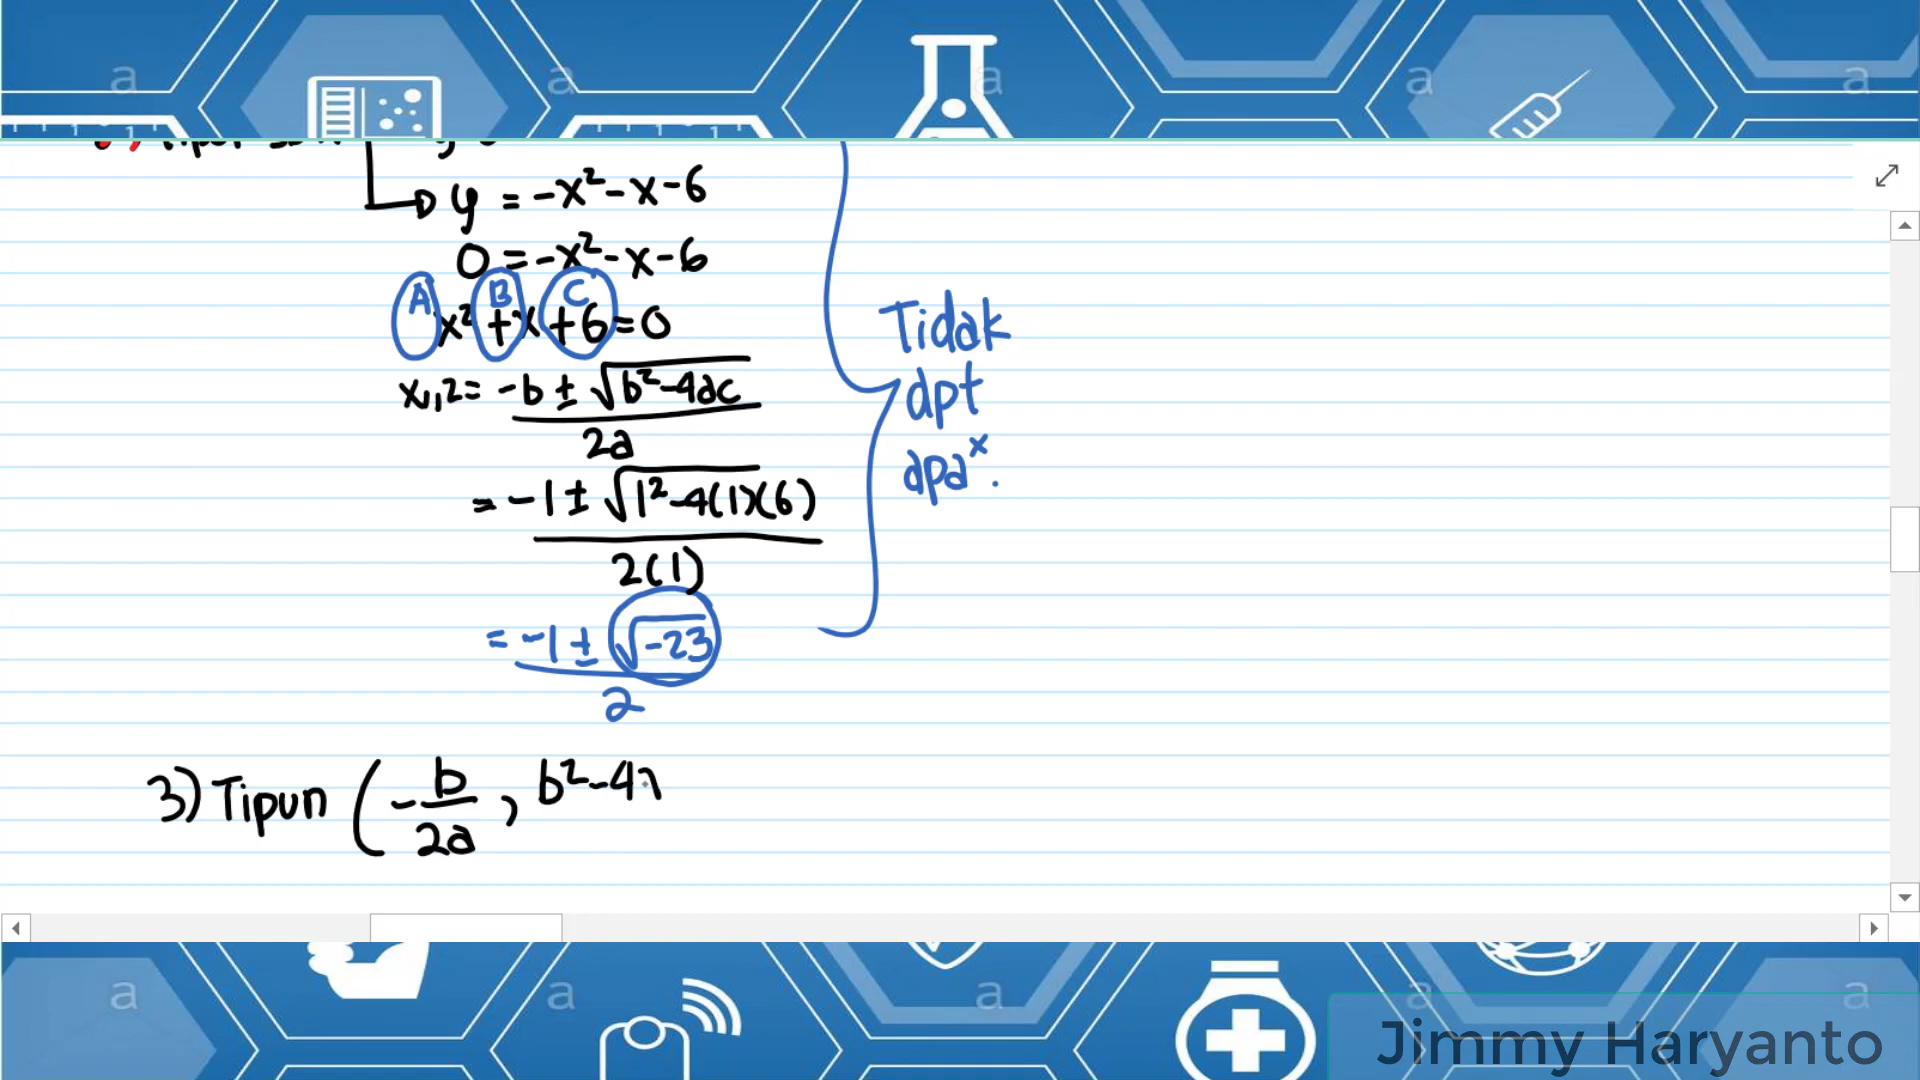 y = -x² - x - 6
0 = -x² - x - 6
A B C
x² + x + 6 = 0
x1,2 = -b ± √b² - 4ac
2a
= -1 ± √1² - 4(1)(6)
2(1)
= -1 ± √-23
2
Tidak
dpt
dpax.
3) Tipun (-b/2a, b² - 4
Jimmy Haryanto